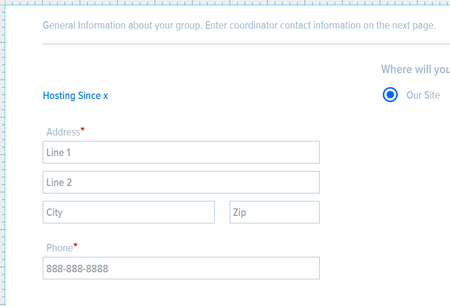 General Information about your group. Enter coordinator contact information on the next page.
Where will you
Hosting Since x
Our Site
Address*
Line 1
Line 2
City
Zip
Phone*
888-888-8888